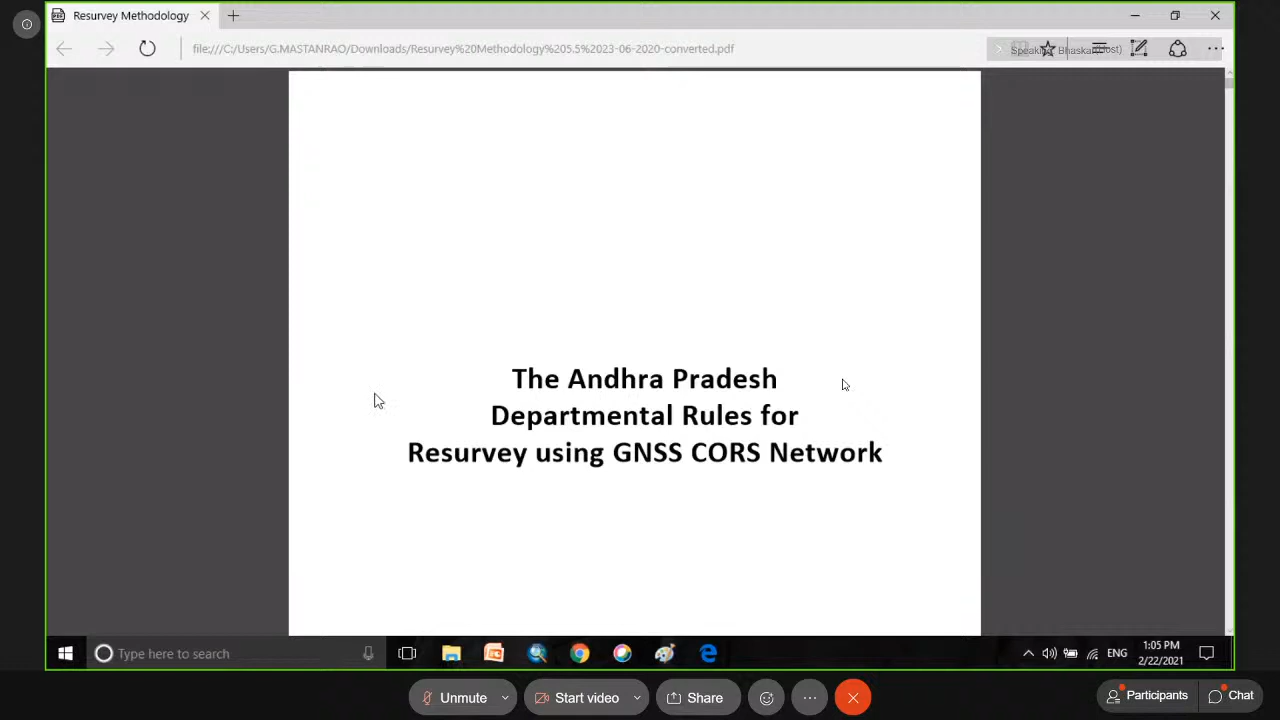 Resurvey Methodology
file:///C:/Users/G.MASTANRAO/Downloads/Resurvey%20Methodology%205.5%2023-06-2020-converted.pdf
The Andhra Pradesh
Departmental Rules for
Resurvey using GNSS CORS Network
Type here to search
ENG
1:05 PM
2/22/2021
Unmute
Start video
Share
Participants
Chat